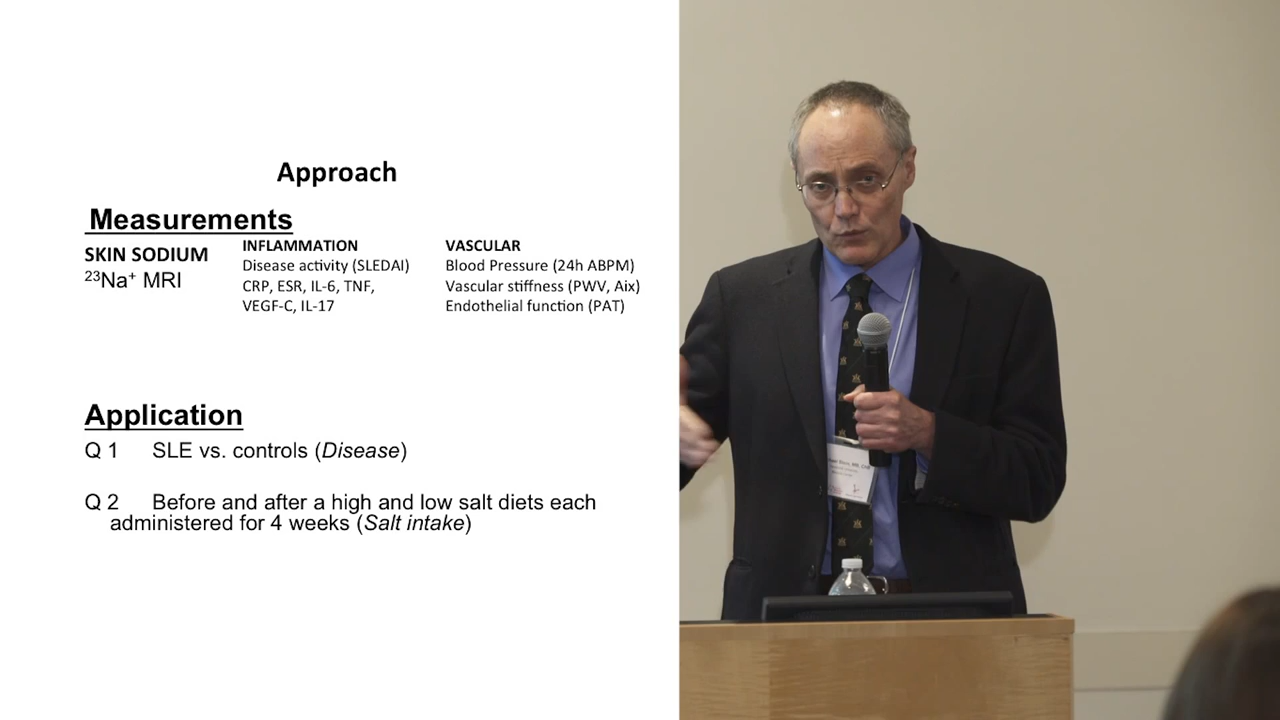 Approach
Measurements
SKIN SODIUM
23Na+ MRI
INFLAMMATION
Disease activity (SLEDAI)
CRP, ESR, IL-6, TNF,
VEGF-C, IL-17
VASCULAR
Blood Pressure (24h ABPM)
Vascular stiffness (PWV, Aix)
Endothelial function (PAT)
Application
Q 1 SLE vs. controls (Disease)
Q 2 Before and after a high and low salt diets each
administered for 4 weeks (Salt intake)